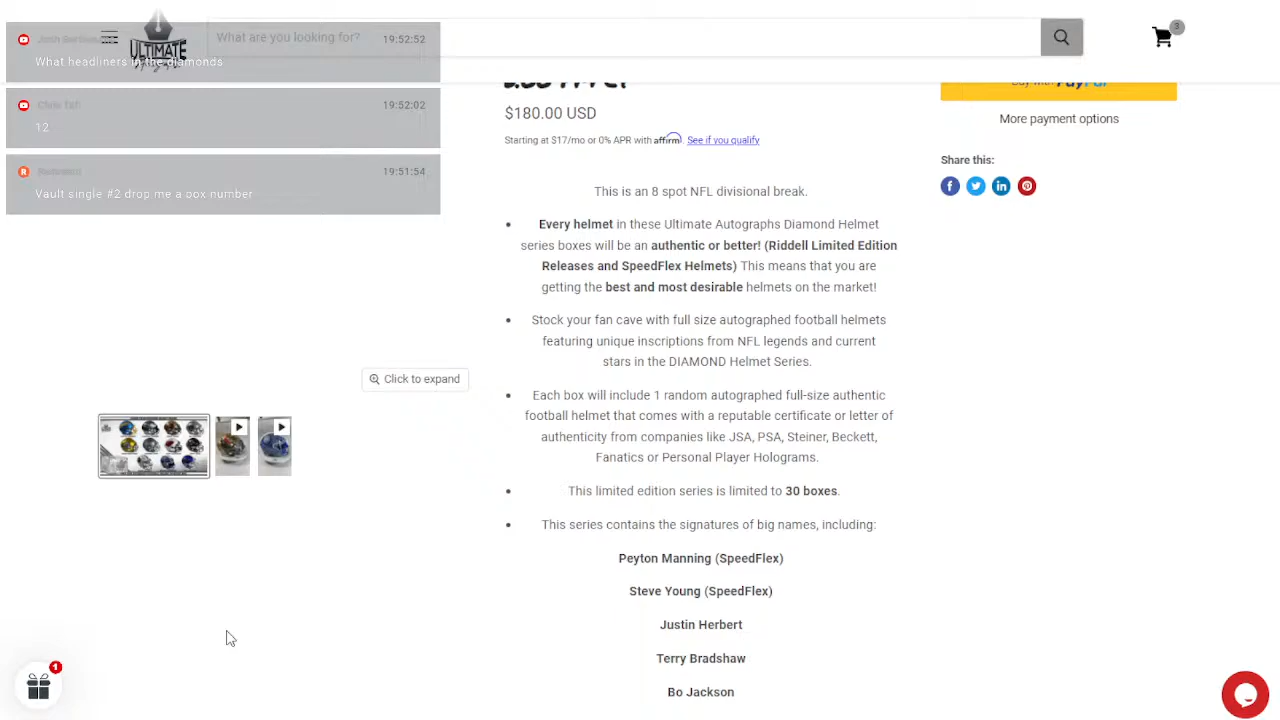 What are you looking for?
19:52:52
What headliners in the diamonds
ULTIMATE
3
19:52:02
12
19:51:54
Vault single #2 drop me a box number
$180.00 USD
Starting at $17/mo or 0% APR with affirm. See if you qualify
This is an 8 spot NFL divisional break.
Every helmet in these Ultimate Autographs Diamond Helmet
series boxes will be an authentic or better! (Riddell Limited Edition
Releases and SpeedFlex Helmets) This means that you are
getting the best and most desirable helmets on the market!
Stock your fan cave with full size autographed football helmets
featuring unique inscriptions from NFL legends and current
stars in the DIAMOND Helmet Series.
Each box will include 1 random autographed full-size authentic
football helmet that comes with a reputable certificate or letter of
authenticity from companies like JSA, PSA, Steiner, Beckett,
Fanatics or Personal Player Holograms.
This limited edition series is limited to 30 boxes.
This series contains the signatures of big names, including:
Peyton Manning (SpeedFlex)
Steve Young (SpeedFlex)
Justin Herbert
Terry Bradshaw
Bo Jackson
Click to expand
Buy with PayPal
More payment options
Share this:
1